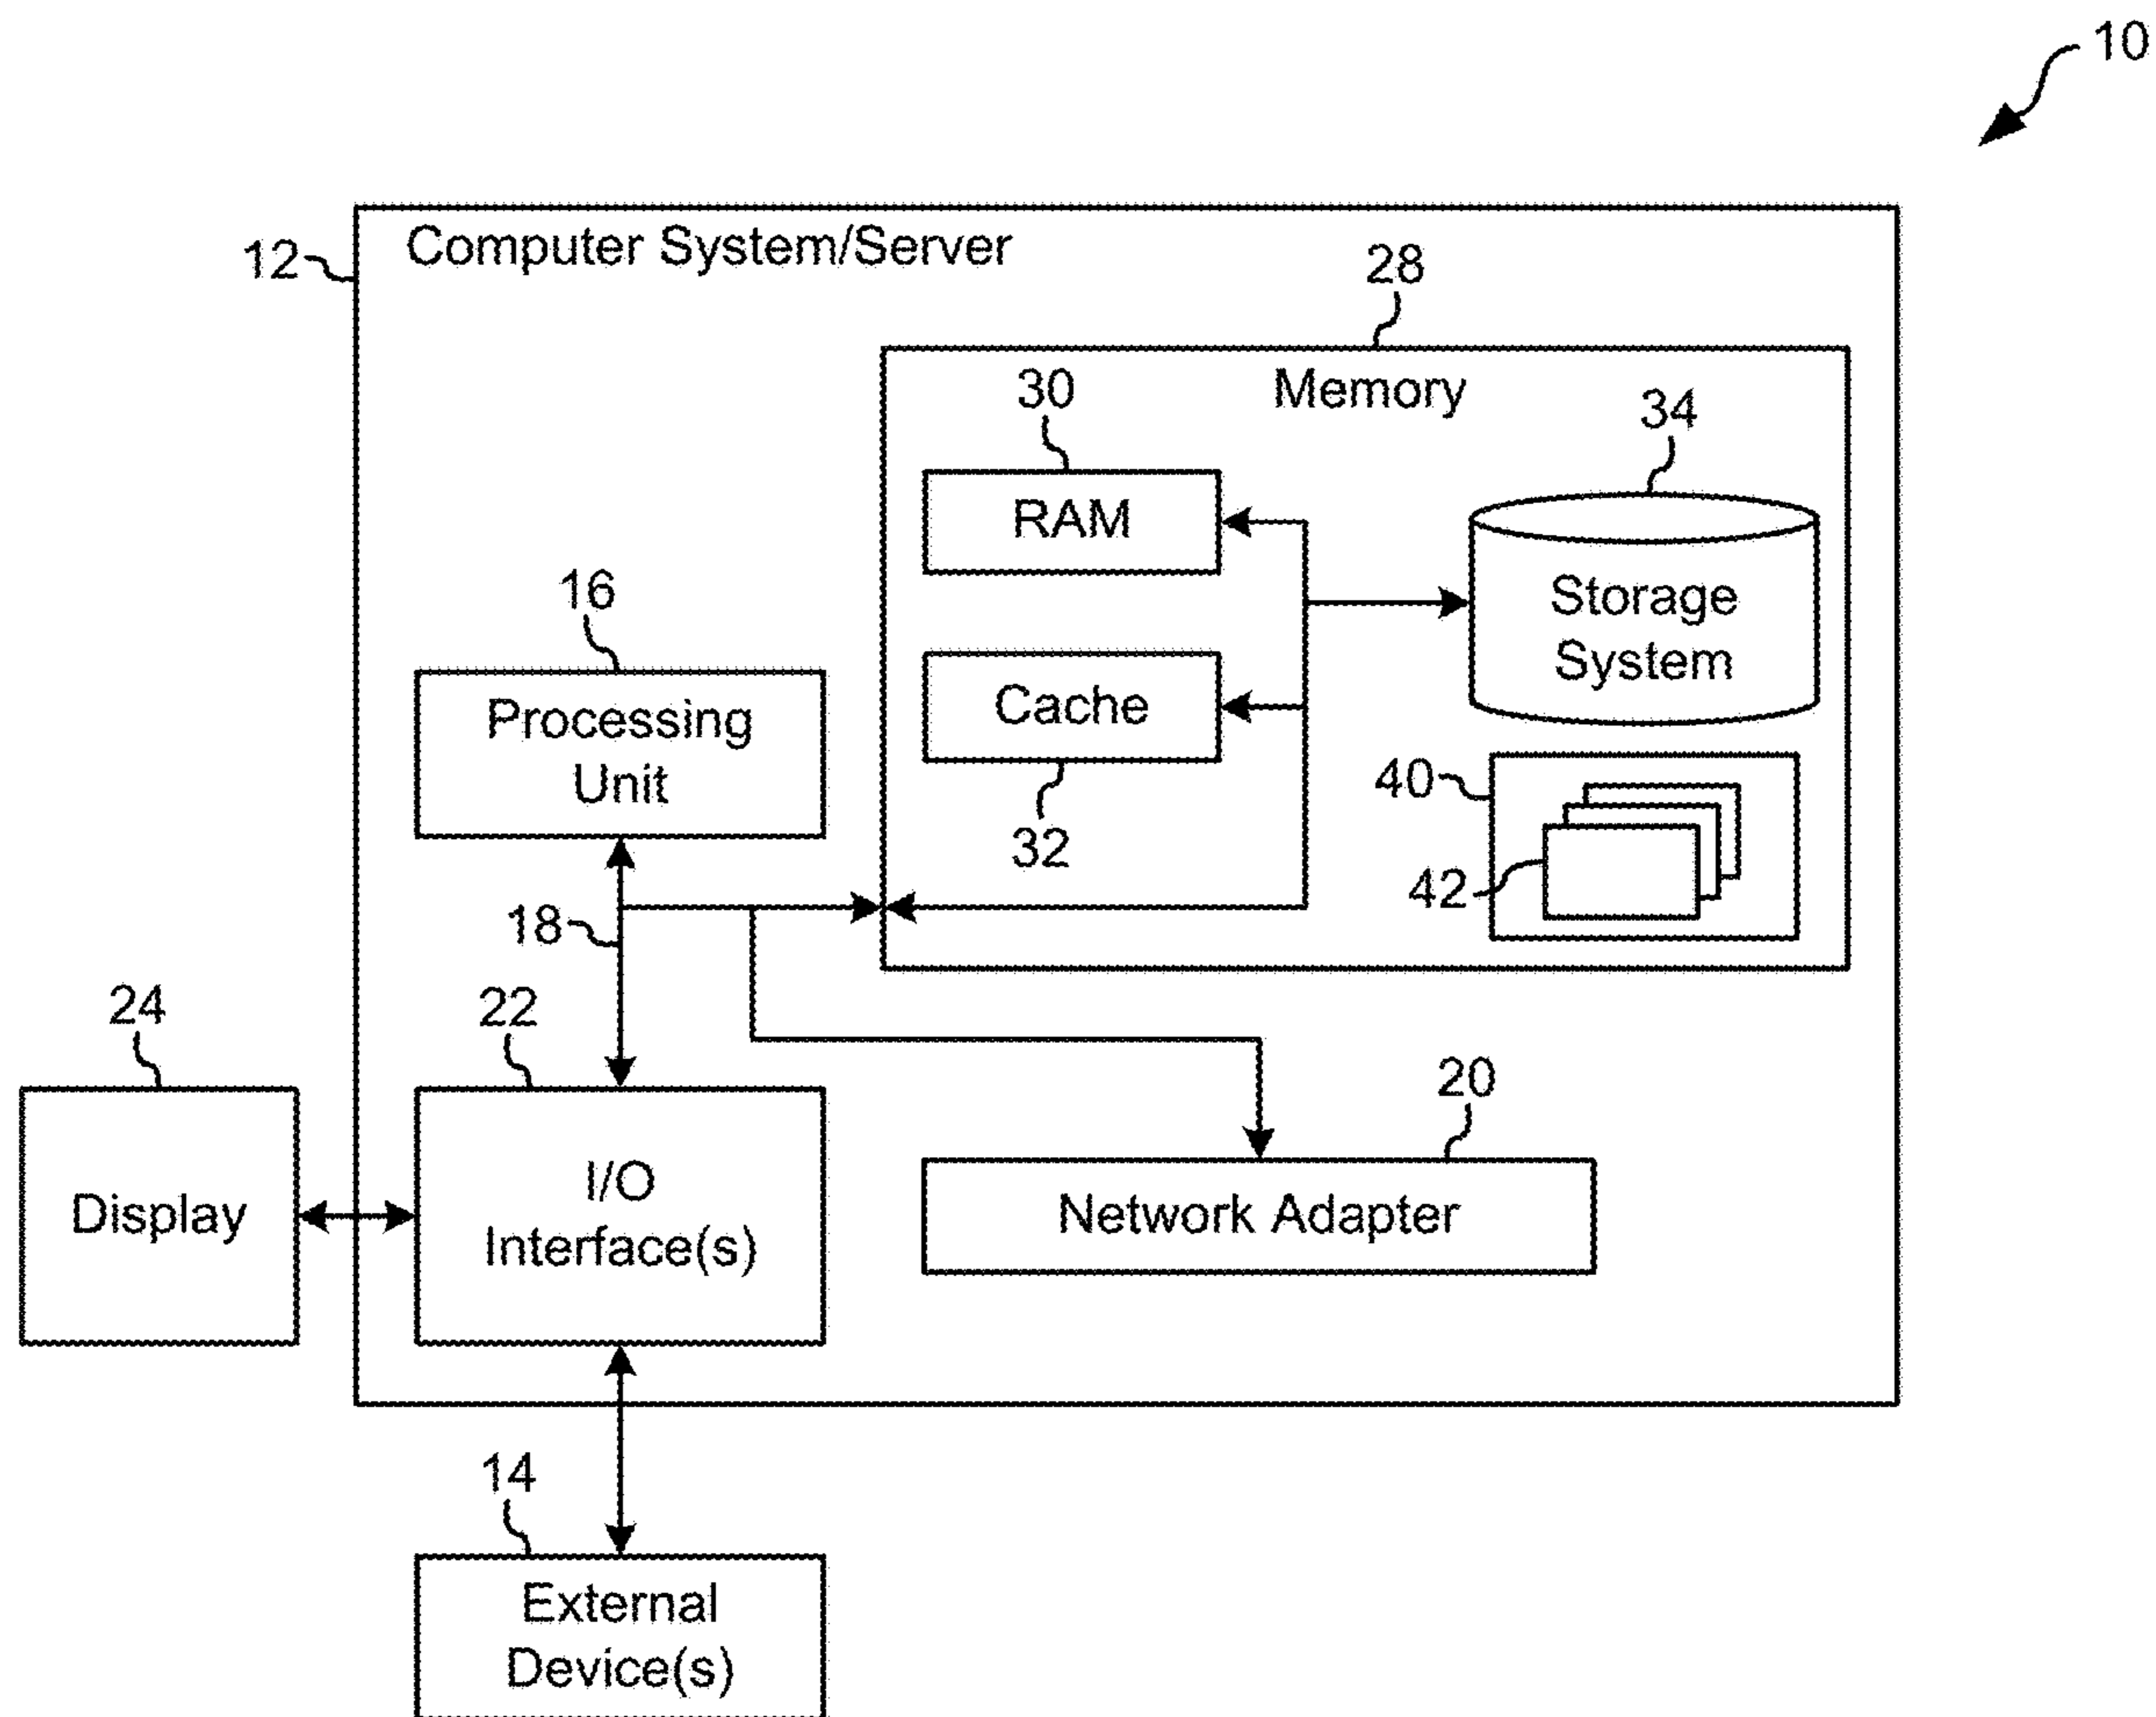 10
12
Computer System/Server
28
30
Memory
34
RAM
16
Storage
System
Processing
Unit
Cache
40
32
42
18
24
22
20
Display
I/O
Interface(s)
Network Adapter
14
External
Device(s)